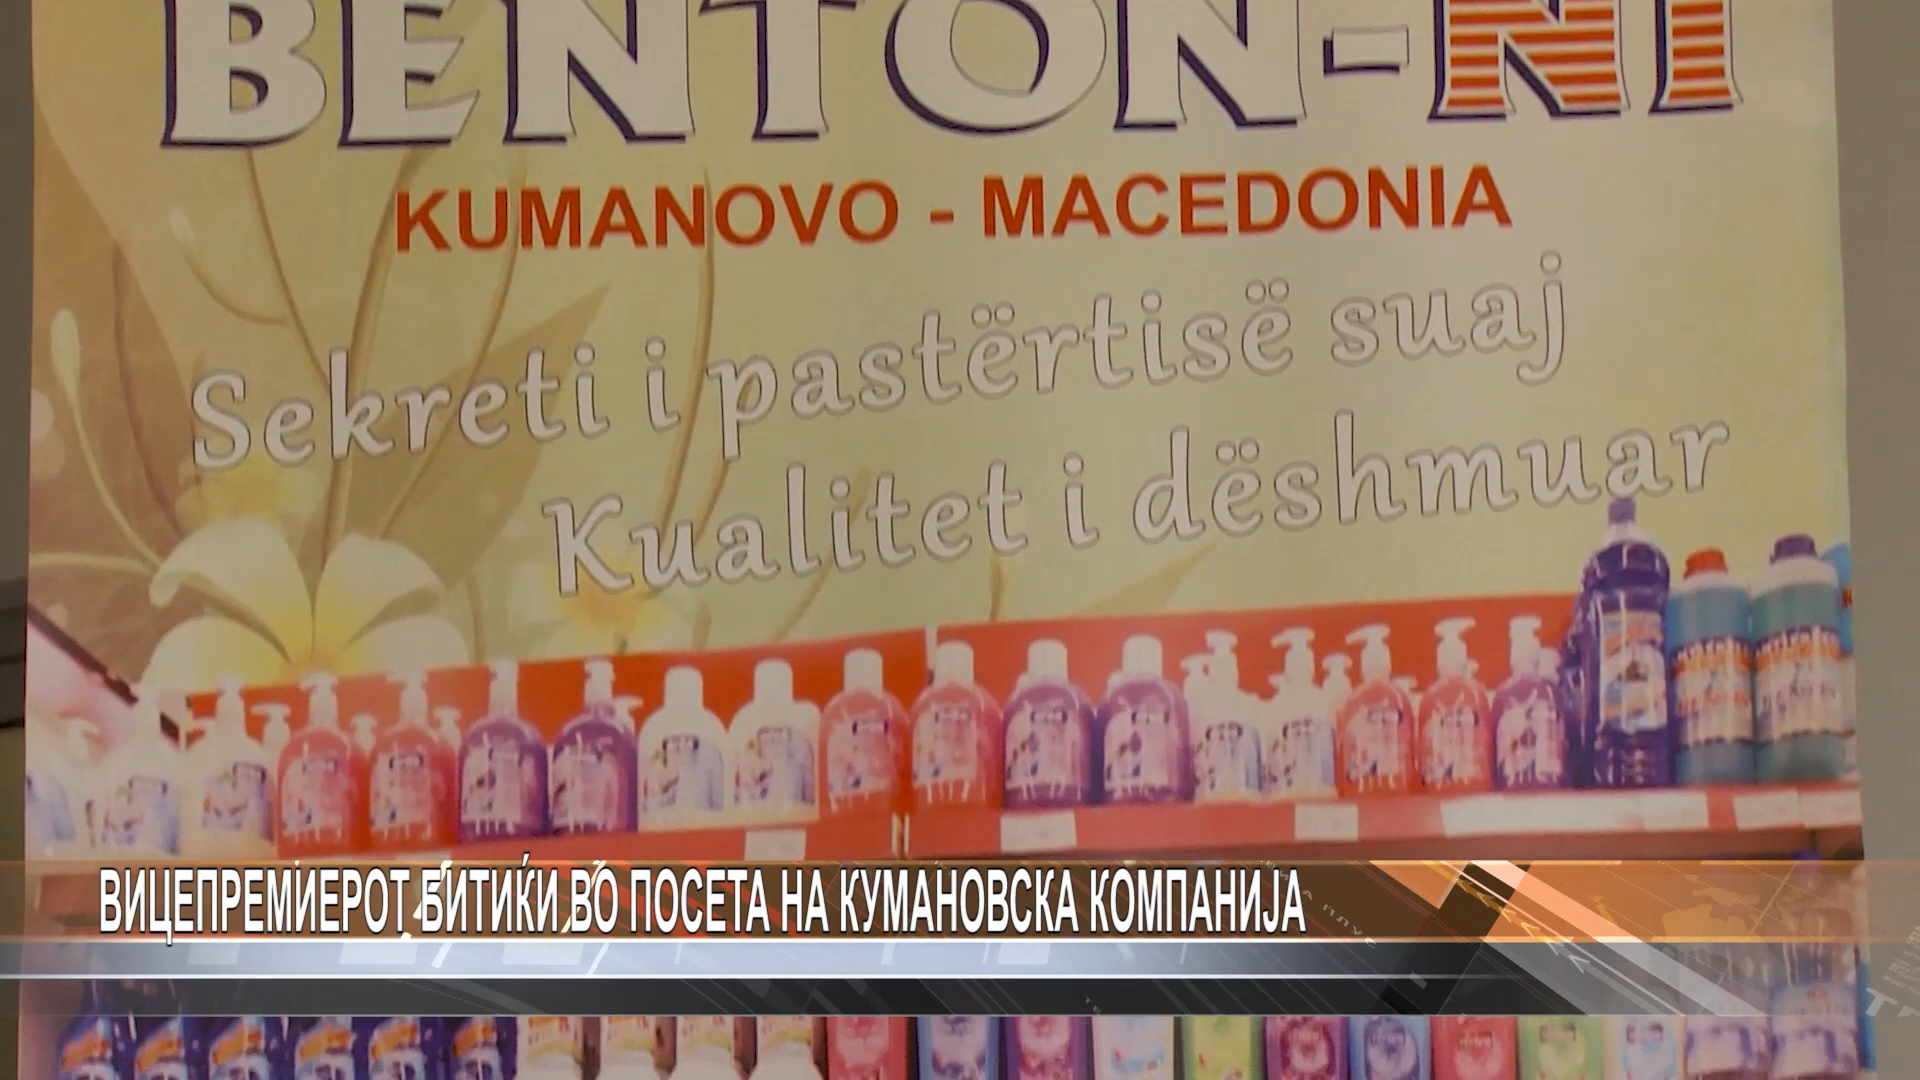 BENTON-NI
KUMANOVO - MACEDONIA
Sekreti i pastërtisë suaj
Kualitet i dëshmuar
ВИЦЕПРЕМИЕРОТ БИТИЌИ ВО ПОСЕТА НА КУМАНОВСКА КОМПАНИЈА